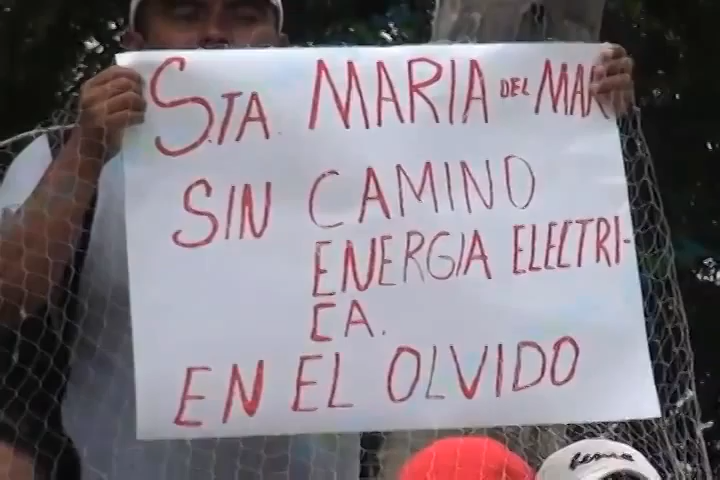 STA. MARIA DEL MAR
SIN CAMINO
ENERGIA ELECTRI-
CA.
EN EL OLVIDO